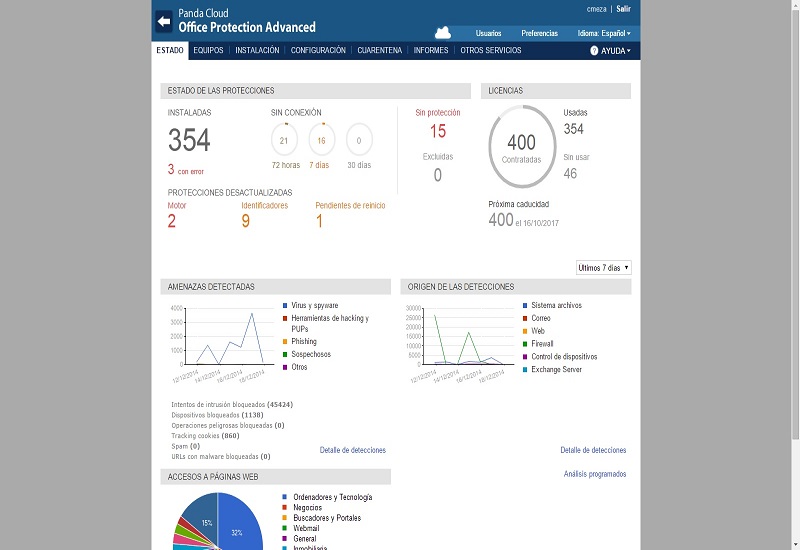 Panda Cloud
Office Protection Advanced
cmeza | Salir
Usuarios Preferencias Idioma: Español
ESTADO EQUIPOS INSTALACIÓN CONFIGURACIÓN CUARENTENA INFORMES OTROS SERVICIOS ? AYUDA
ESTADO DE LAS PROTECCIONES
INSTALADAS
354
3 con error
SIN CONEXIÓN
21 16 0
72 horas 7 días 30 días
Sin protección
15
Excluidas
0
PROTECCIONES DESACTUALIZADAS
Motor Identificadores Pendientes de reinicio
2 9 1
LICENCIAS
400
Contratadas
Usadas
354
Sin usar
46
Próxima caducidad
400 el 16/10/2017
Últimos 7 días
AMENAZAS DETECTADAS
4000
3000
2000
1000
0
12/12/2014 14/12/2014 16/12/2014 18/12/2014
Virus y spyware
Herramientas de hacking y
PUPs
Phishing
Sospechosos
Otros
Intentos de intrusión bloqueados (45424)
Dispositivos bloqueados (1138)
Operaciones peligrosas bloqueadas (0)
Tracking cookies (860)
Spam (0)
URLs con malware bloqueadas (0)
Detalle de detecciones
ORIGEN DE LAS DETECCIONES
30000
25000
20000
15000
10000
5000
0
12/12/2014 14/12/2014 16/12/2014 18/12/2014
Sistema archivos
Correo
Web
Firewall
Control de dispositivos
Exchange Server
Detalle de detecciones
Análisis programados
ACCESOS A PÁGINAS WEB
15%
32%
Ordenadores y Tecnología
Negocios
Buscadores y Portales
Webmail
General
Inmobiliaria